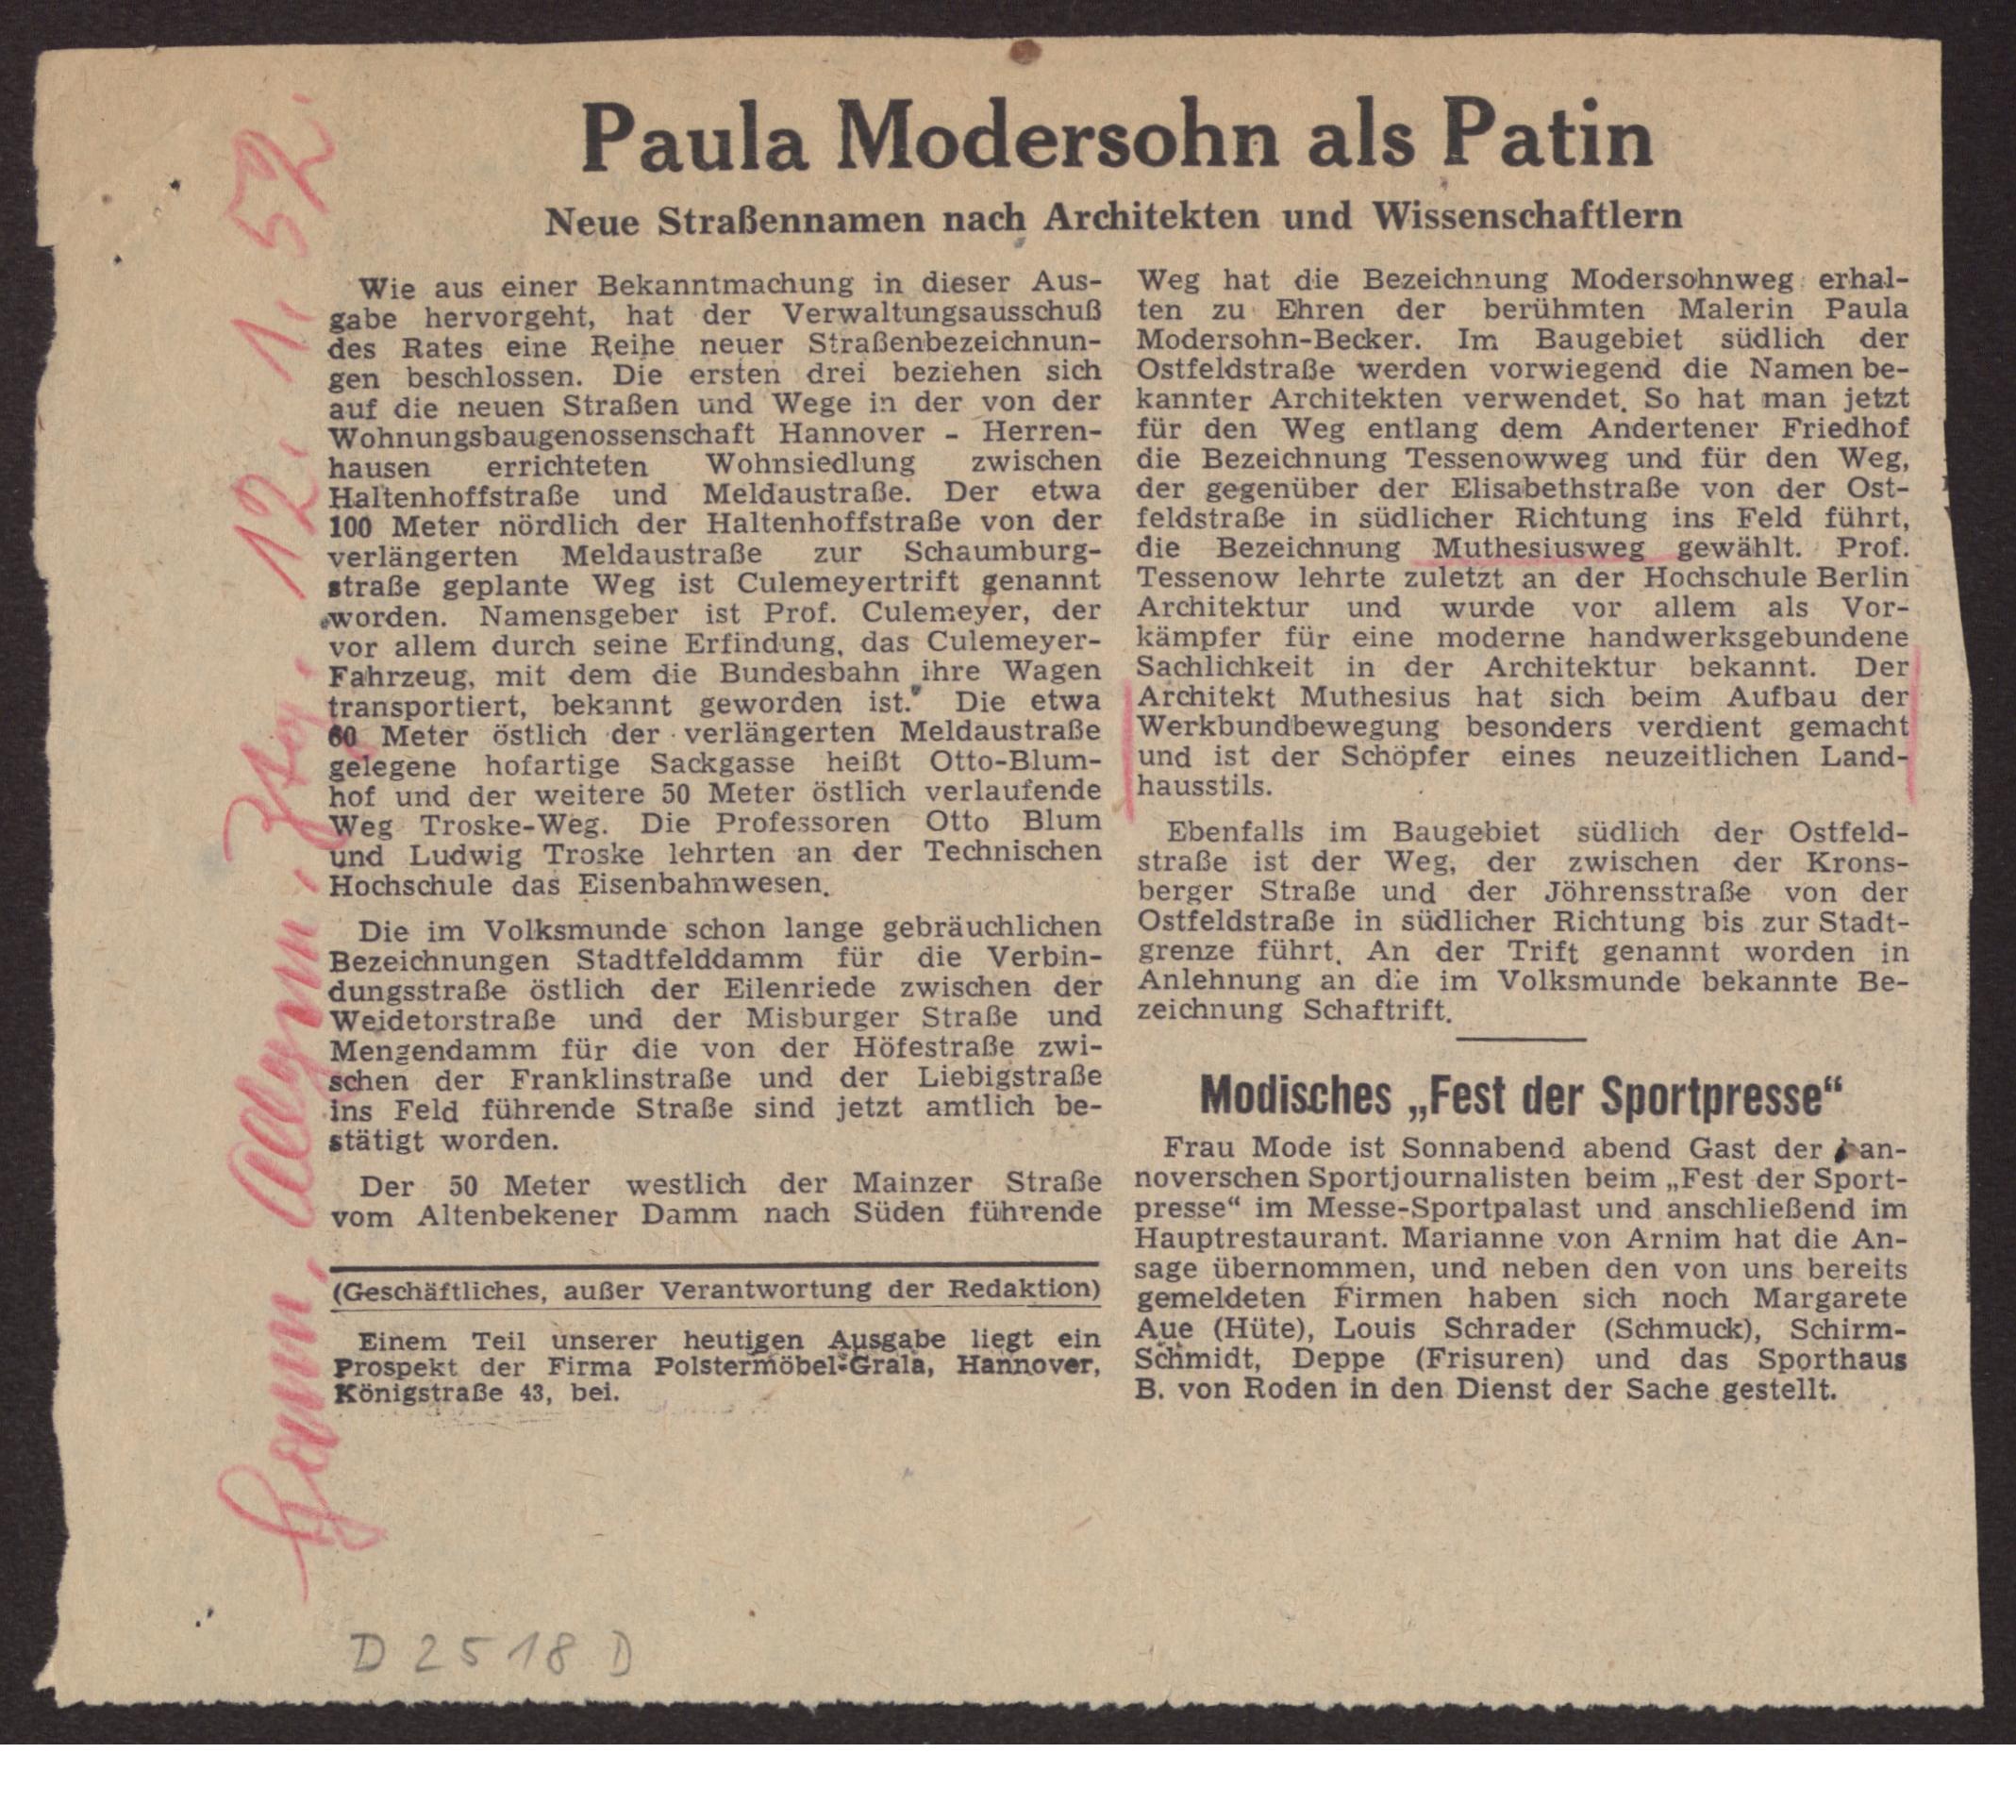 Paula Modersohn als Patin
Neue Straßennamen nach Architekten und Wissenschaftlern
Wie aus einer Bekanntmachung in dieser Aus-
gabe hervorgeht, hat der Verwaltungsausschuß
des Rates eine Reihe neuer Straßenbezeichnun-
gen beschlossen. Die ersten drei beziehen sich
auf die neuen Straßen und Wege in der von der
Wohnungsbaugenossenschaft Hannover - Herren-
hausen errichteten Wohnsiedlung zwischen
Haltenhoffstraße und Meldaustraße. Der etwa
100 Meter nördlich der Haltenhoffstraße von der
verlängerten Meldaustraße zur Schaumburg-
straße geplante Weg ist Culemeyertrift genannt
worden. Namensgeber ist Prof. Culemeyer, der
vor allem durch seine Erfindung, das Culemeyer-
Fahrzeug, mit dem die Bundesbahn ihre Wagen
transportiert, bekannt geworden ist. Die etwa
60 Meter östlich der verlängerten Meldaustraße
gelegene hofartige Sackgasse heißt Otto-Blum-
hof und der weitere 50 Meter östlich verlaufende
Weg Troske-Weg. Die Professoren Otto Blum
und Ludwig Troske lehrten an der Technischen
Hochschule das Eisenbahnwesen.
Die im Volksmunde schon lange gebräuchlichen
Bezeichnungen Stadtfelddamm für die Verbin-
dungsstraße östlich der Eilenriede zwischen der
Weidetorstraße und der Misburger Straße und
Mengendamm für die von der Höfestraße zwi-
schen der Franklinstraße und der Liebigstraße
ins Feld führende Straße sind jetzt amtlich be-
stätigt worden.
Der 50 Meter westlich der Mainzer Straße
vom Altenbekener Damm nach Süden führende
(Geschäftliches, außer Verantwortung der Redaktion)
Einem Teil unserer heutigen Ausgabe liegt ein
Prospekt der Firma Polstermöbel-Grala, Hannover,
Königstraße 43, bei.
Weg hat die Bezeichnung Modersohnweg erhal-
ten zu Ehren der berühmten Malerin Paula
Modersohn-Becker. Im Baugebiet südlich der
Ostfeldstraße werden vorwiegend die Namen be-
kannter Architekten verwendet. So hat man jetzt
für den Weg entlang dem Andertener Friedhof
die Bezeichnung Tessenowweg und für den Weg,
der gegenüber der Elisabethstraße von der Ost-
feldstraße in südlicher Richtung ins Feld führt,
die Bezeichnung Muthesiusweg gewählt. Prof.
Tessenow lehrte zuletzt an der Hochschule Berlin
Architektur und wurde vor allem als Vor-
kämpfer für eine moderne handwerksgebundene
Sachlichkeit in der Architektur bekannt. Der
Architekt Muthesius hat sich beim Aufbau der
Werkbundbewegung besonders verdient gemacht
und ist der Schöpfer eines neuzeitlichen Land-
hausstils.
Ebenfalls im Baugebiet südlich der Ostfeld-
straße ist der Weg, der zwischen der Krons-
berger Straße und der Jöhrensstraße von der
Ostfeldstraße in südlicher Richtung bis zur Stadt-
grenze führt. An der Trift genannt worden in
Anlehnung an die im Volksmunde bekannte Be-
zeichnung Schaftrift.
Modisches „Fest der Sportpresse“
Frau Mode ist Sonnabend abend Gast der han-
noverschen Sportjournalisten beim „Fest der Sport-
presse“ im Messe-Sportpalast und anschließend im
Hauptrestaurant. Marianne von Arnim hat die An-
sage übernommen, und neben den von uns bereits
gemeldeten Firmen haben sich noch Margarete
Aue (Hüte), Louis Schrader (Schmuck), Schirm-
Schmidt, Deppe (Frisuren) und das Sporthaus
B. von Roden in den Dienst der Sache gestellt.
Hann. Allgem. Ztg. 12. 1. 52.
D 2518 D